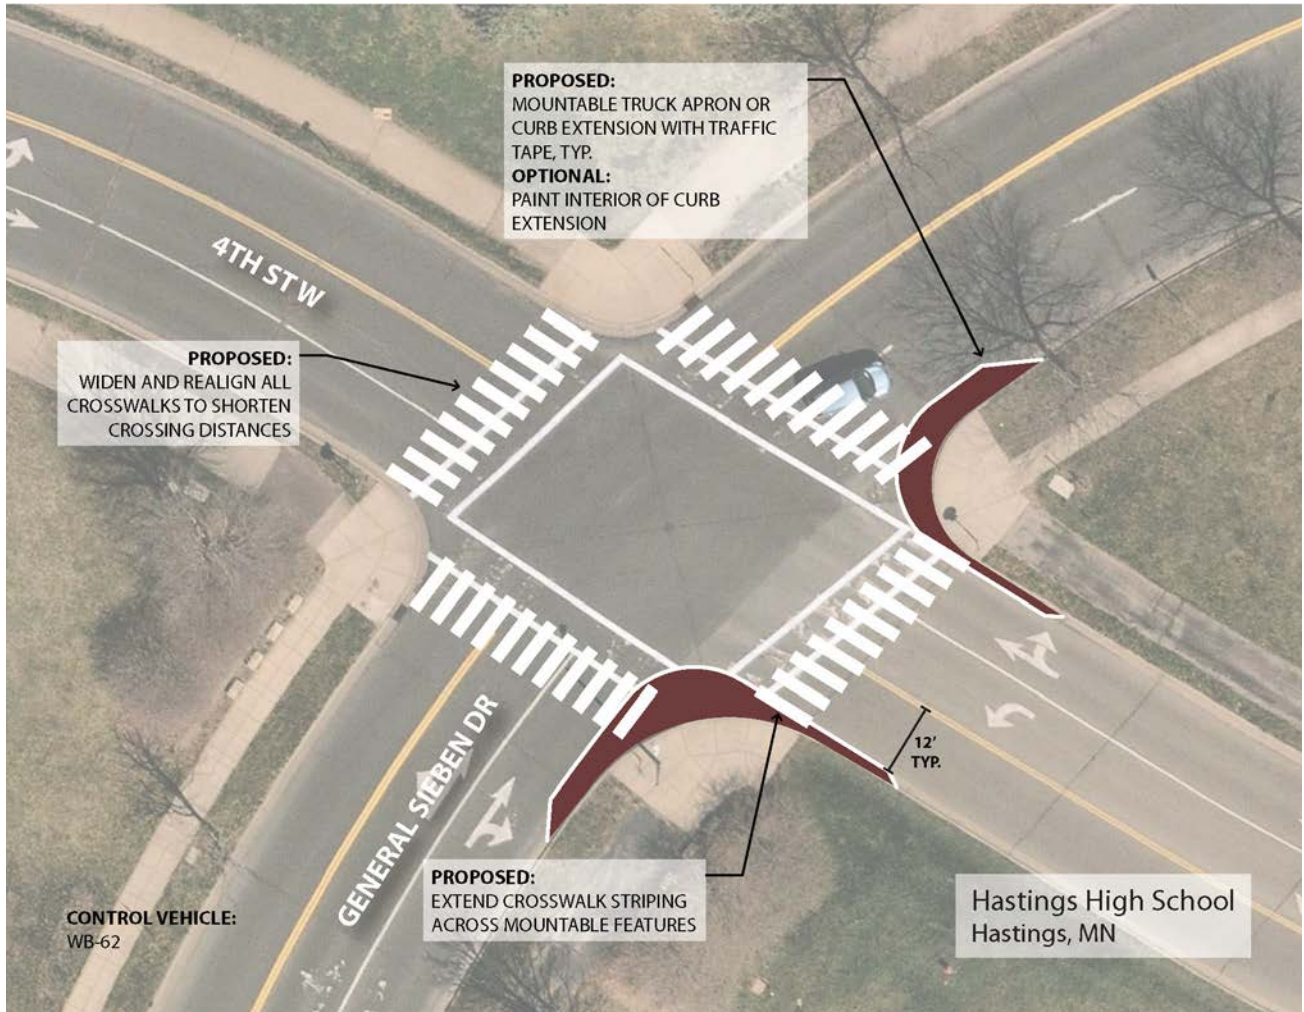 PROPOSED:
MOUNTABLE TRUCK APRON OR
CURB EXTENSION WITH TRAFFIC
TAPE, TYP.
OPTIONAL:
PAINT INTERIOR OF CURB
EXTENSION
4TH ST W
PROPOSED:
WIDEN AND REALIGN ALL
CROSSWALKS TO SHORTEN
CROSSING DISTANCES
12'
TYP.
GENERAL SIEBEN DR
PROPOSED:
EXTEND CROSSWALK STRIPING
ACROSS MOUNTABLE FEATURES
CONTROL VEHICLE:
WB-62
Hastings High School
Hastings, MN